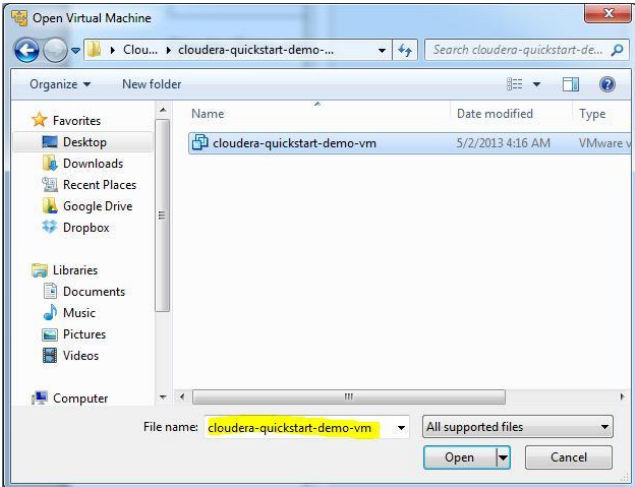 Open Virtual Machine
Clou... cloudera-quickstart-demo-... Search cloudera-quickstart-de...
Organize New folder
Name Date modified Type
cloudera-quickstart-demo-vm 5/2/2013 4:16 AM VMware v
Favorites
Desktop
Downloads
Recent Places
Google Drive
Dropbox
Libraries
Documents
Music
Pictures
Videos
Computer
File name: cloudera-quickstart-demo-vm All supported files
Open Cancel